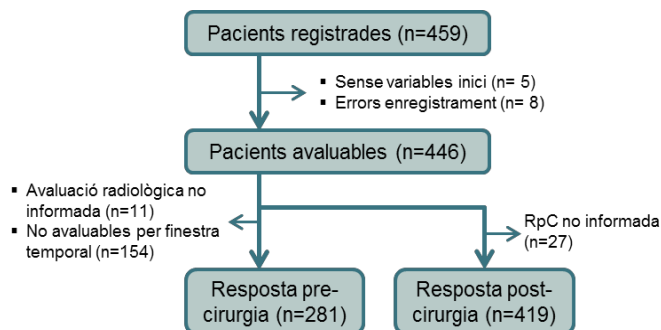 Pacients registrades (n=459)
▪ Sense variables inici (n= 5)
▪ Errors enregistrament (n= 8)
Pacients avaluables (n=446)
▪ Avaluació radiològica no
informada (n=11)
▪ No avaluables per finestra
temporal (n=154)
RpC no informada
(n=27)
Resposta pre-
cirurgia (n=281)
Resposta post-
cirurgia (n=419)